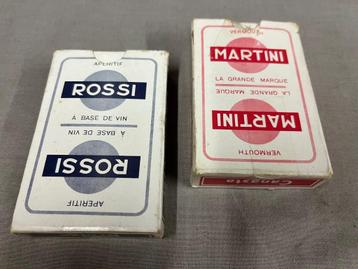 APERITIF
ROSSI
À BASE DE VIN
À BASE DE VIN
ROSSI
APERITIF
VERMOUTH
MARTINI
LA GRANDE MARQUE
LA GRANDE MARQUE
MARTINI
VERMOUTH
Canasta